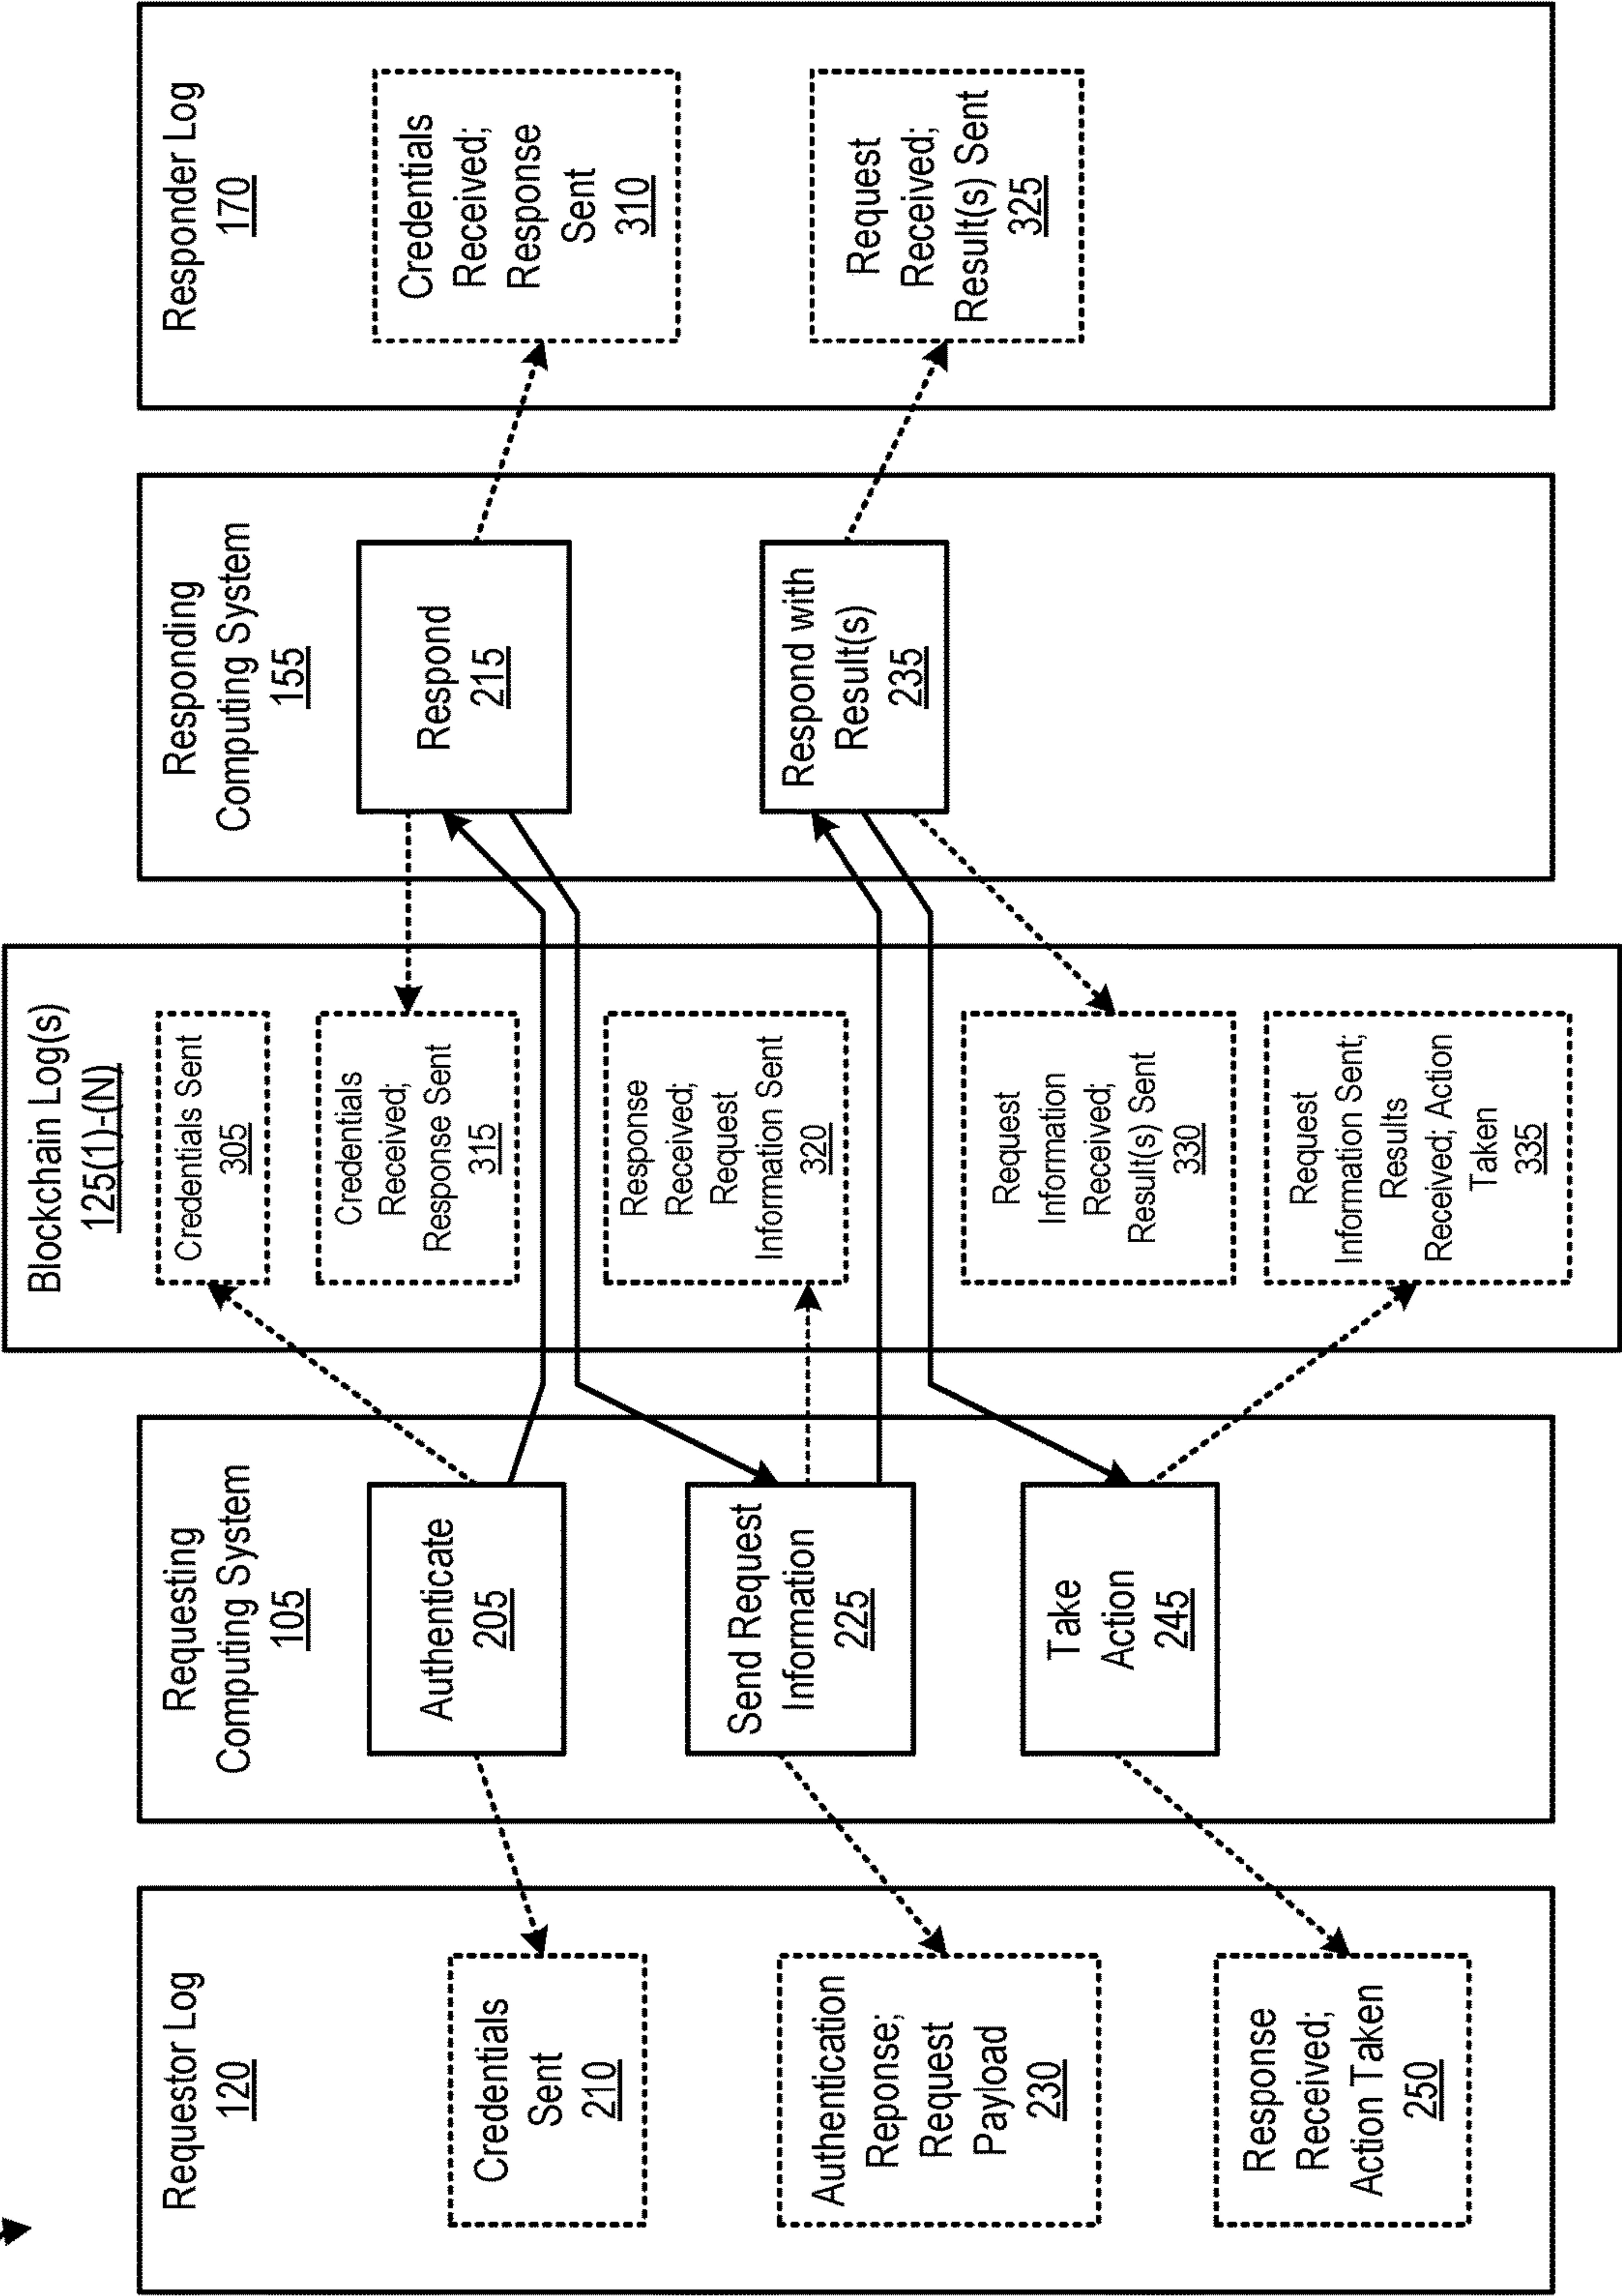 Requestor Log
120
Credentials
Sent
210
Authentication
Reponse;
Request
Payload
230
Response
Received;
Action Taken
250
Requesting
Computing System
105
Authenticate
205
Send Request
Information
225
Take
Action
245
Blockchain Log(s)
125(1)-(N)
Credentials Sent
305
Credentials
Received;
Response Sent
315
Response
Received;
Request
Information Sent
320
Request
Information
Received;
Result(s) Sent
330
Request
Information Sent;
Results
Received; Action
Taken
335
Responding
Computing System
155
Respond
215
Respond with
Result(s)
235
Responder Log
170
Credentials
Received;
Response
Sent
310
Request
Received;
Result(s) Sent
325